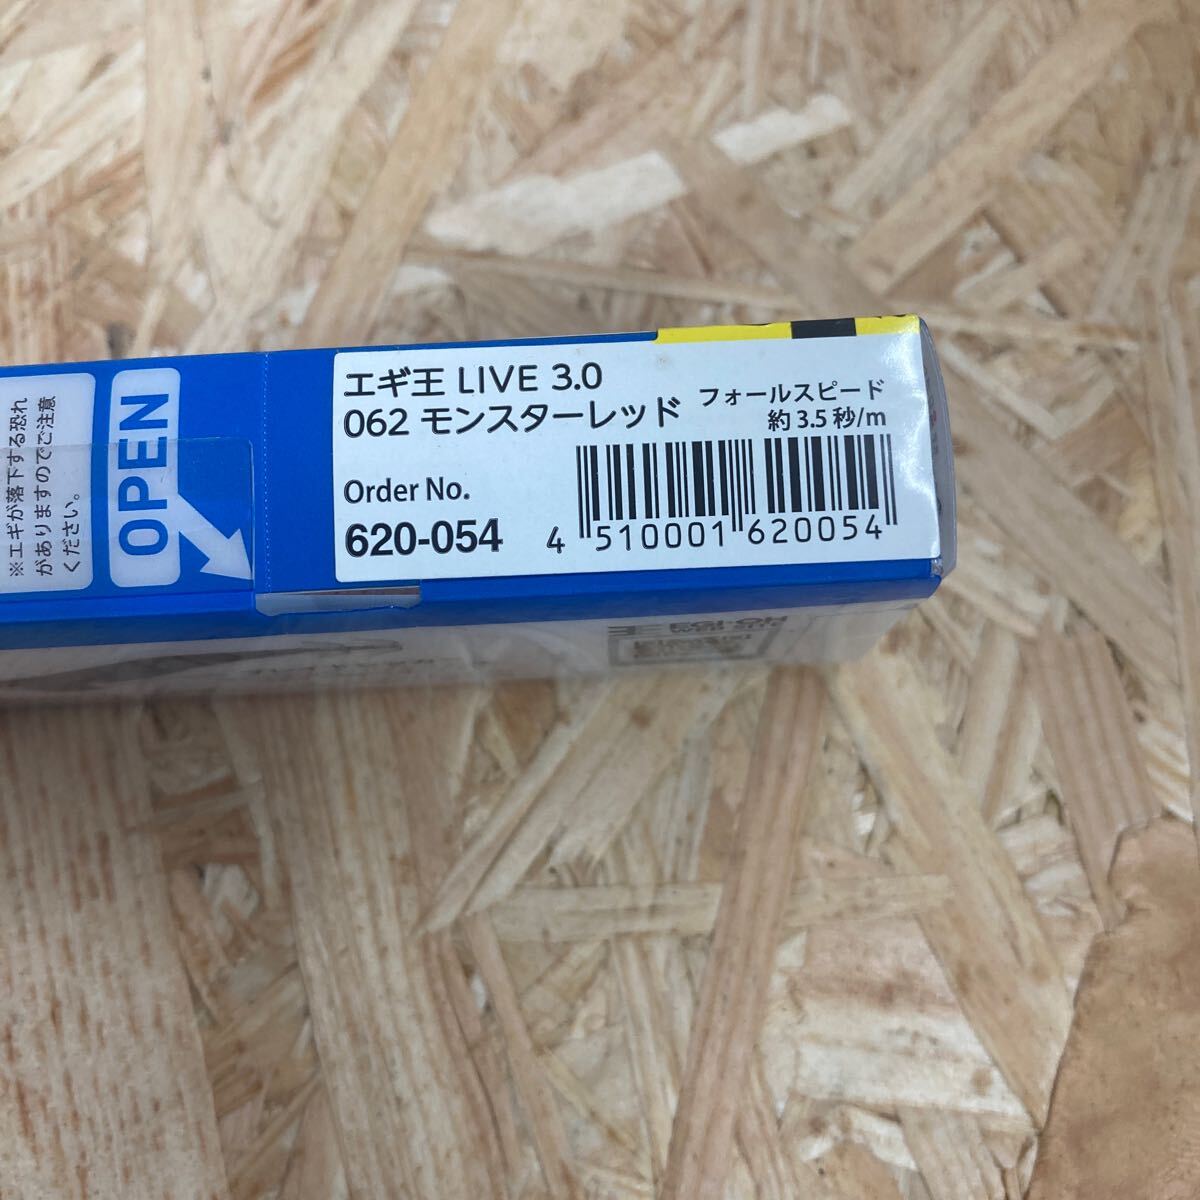 エギ王 LIVE 3.0
062 モンスターレッド
フォールスピード
約 3.5 秒/m
Order No.
620-054
4 510001 620054
OPEN
※エギが落下する恐れ
がありますのでご注意
ください。